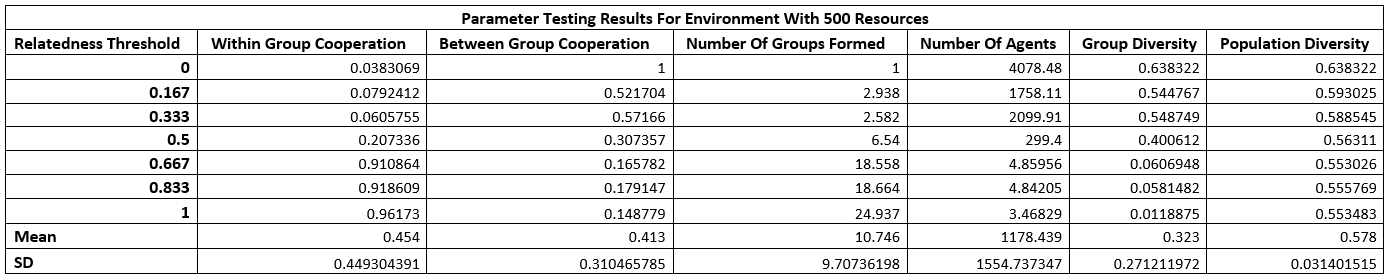 Parameter Testing Results For Environment With 500 Resources
Relatedness Threshold Within Group Cooperation Between Group Cooperation Number Of Groups Formed Number Of Agents Group Diversity Population Diversity
0 0.0383069 1 1 4078.48 0.638322 0.638322
0.167 0.0792412 0.521704 2.938 1758.11 0.544767 0.593025
0.333 0.0605755 0.57166 2.582 2099.91 0.548749 0.588545
0.5 0.207336 0.307357 6.54 299.4 0.400612 0.56311
0.667 0.910864 0.165782 18.558 4.85956 0.0606948 0.553026
0.833 0.918609 0.179147 18.664 4.84205 0.0581482 0.555769
1 0.96173 0.148779 24.937 3.46829 0.0118875 0.553483
Mean 0.454 0.413 10.746 1178.439 0.323 0.578
SD 0.449304391 0.310465785 9.70736198 1554.737347 0.271211972 0.031401515